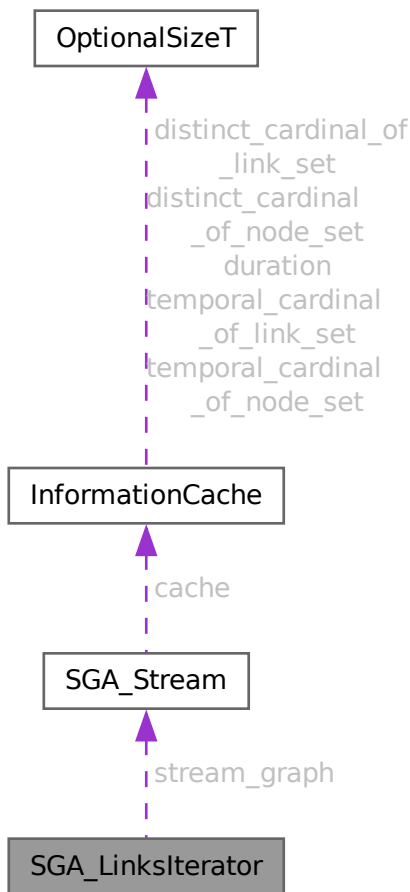 OptionalSizeT
distinct_cardinal_of
_link_set
distinct_cardinal
_of_node_set
duration
temporal_cardinal
_of_link_set
temporal_cardinal
_of_node_set
InformationCache
cache
SGA_Stream
stream_graph
SGA_LinksIterator